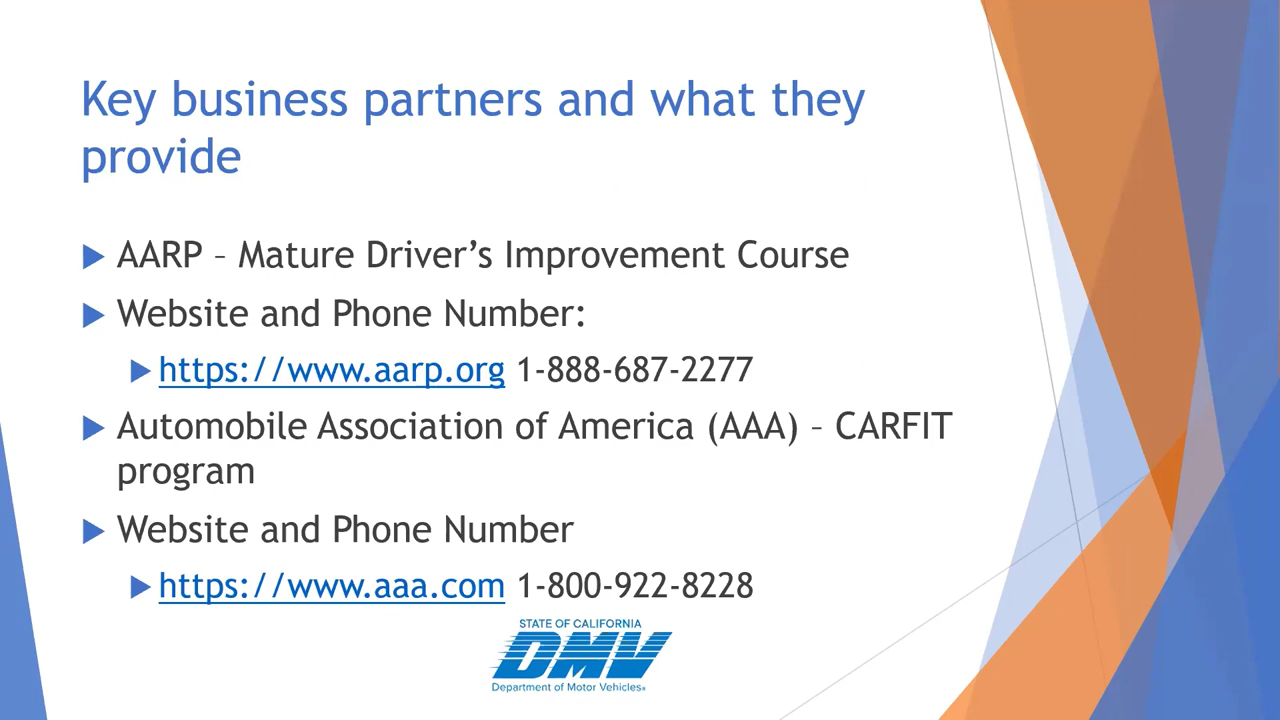 Key business partners and what they
provide
AARP – Mature Driver’s Improvement Course
Website and Phone Number:
https://www.aarp.org 1-888-687-2277
Automobile Association of America (AAA) – CARFIT
program
Website and Phone Number
https://www.aaa.com 1-800-922-8228
STATE OF CALIFORNIA
DMV
Department of Motor Vehicles®